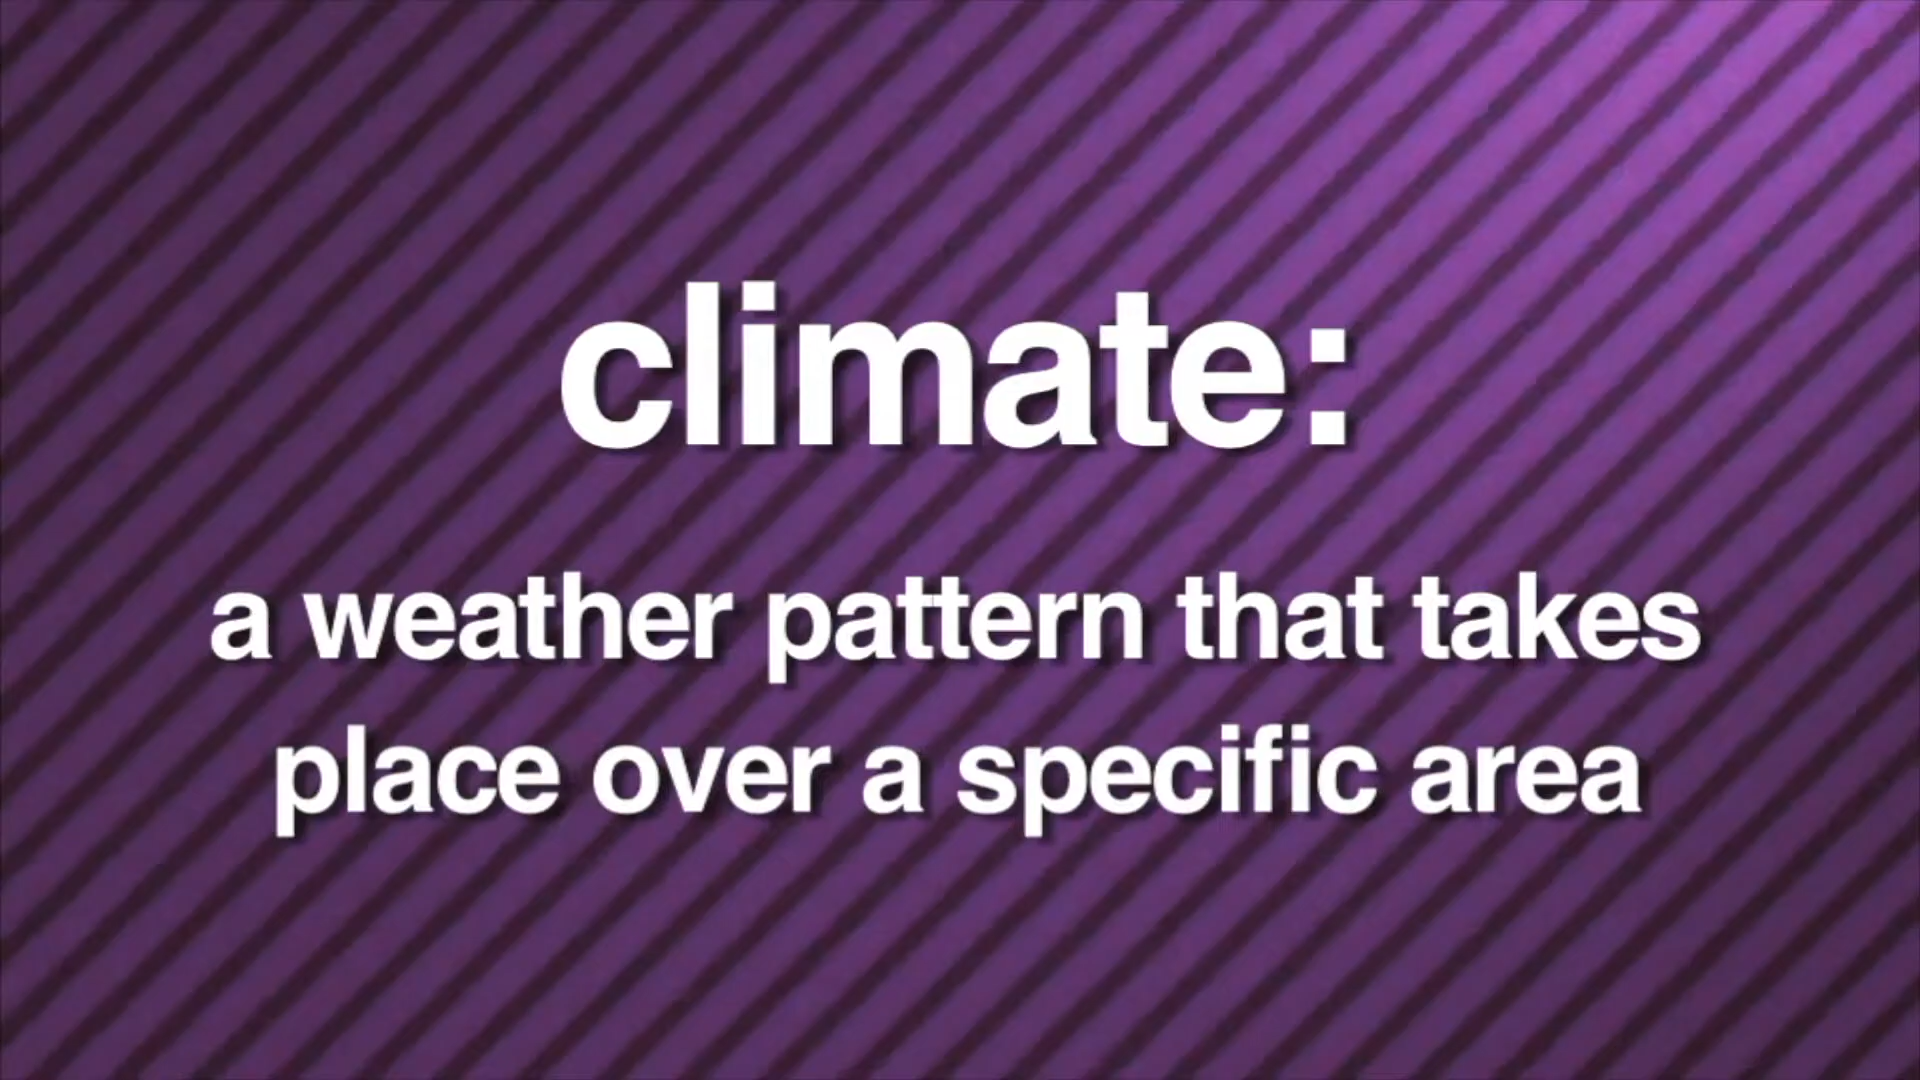 climate:
a weather pattern that takes
place over a specific area